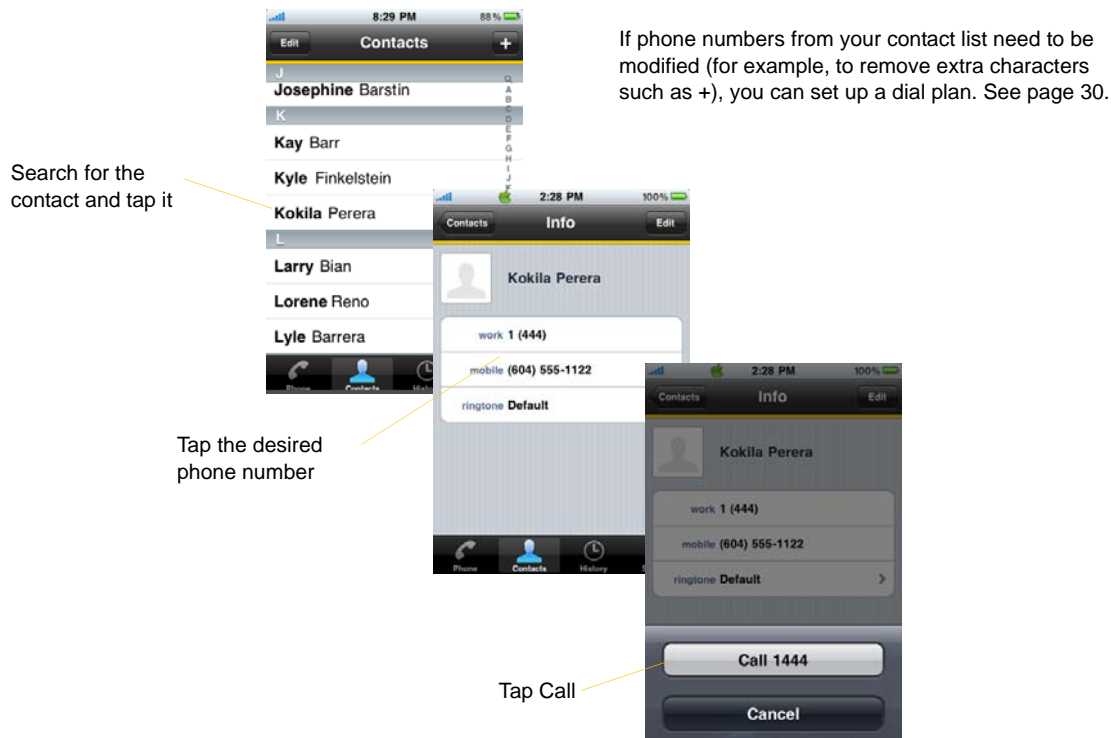 8:29 PM
88%
Edit
Contacts
+
J
Josephine Barstin
K
Kay Barr
Kyle Finkelstein
Kokila Perera
L
Larry Bian
Lorene Reno
Lyle Barrera
Phone
Contacts
A
B
C
D
E
F
G
H
I
J
K
If phone numbers from your contact list need to be
modified (for example, to remove extra characters
such as +), you can set up a dial plan. See page 30.
Search for the
contact and tap it
2:28 PM
100%
Contacts
Info
Edit
Kokila Perera
work 1 (444)
mobile (604) 555-1122
ringtone Default
Phone
Contacts
History
Tap the desired
phone number
2:28 PM
100%
Contacts
Info
Edit
Kokila Perera
work 1 (444)
mobile (604) 555-1122
ringtone Default >
Call 1444
Cancel
Tap Call